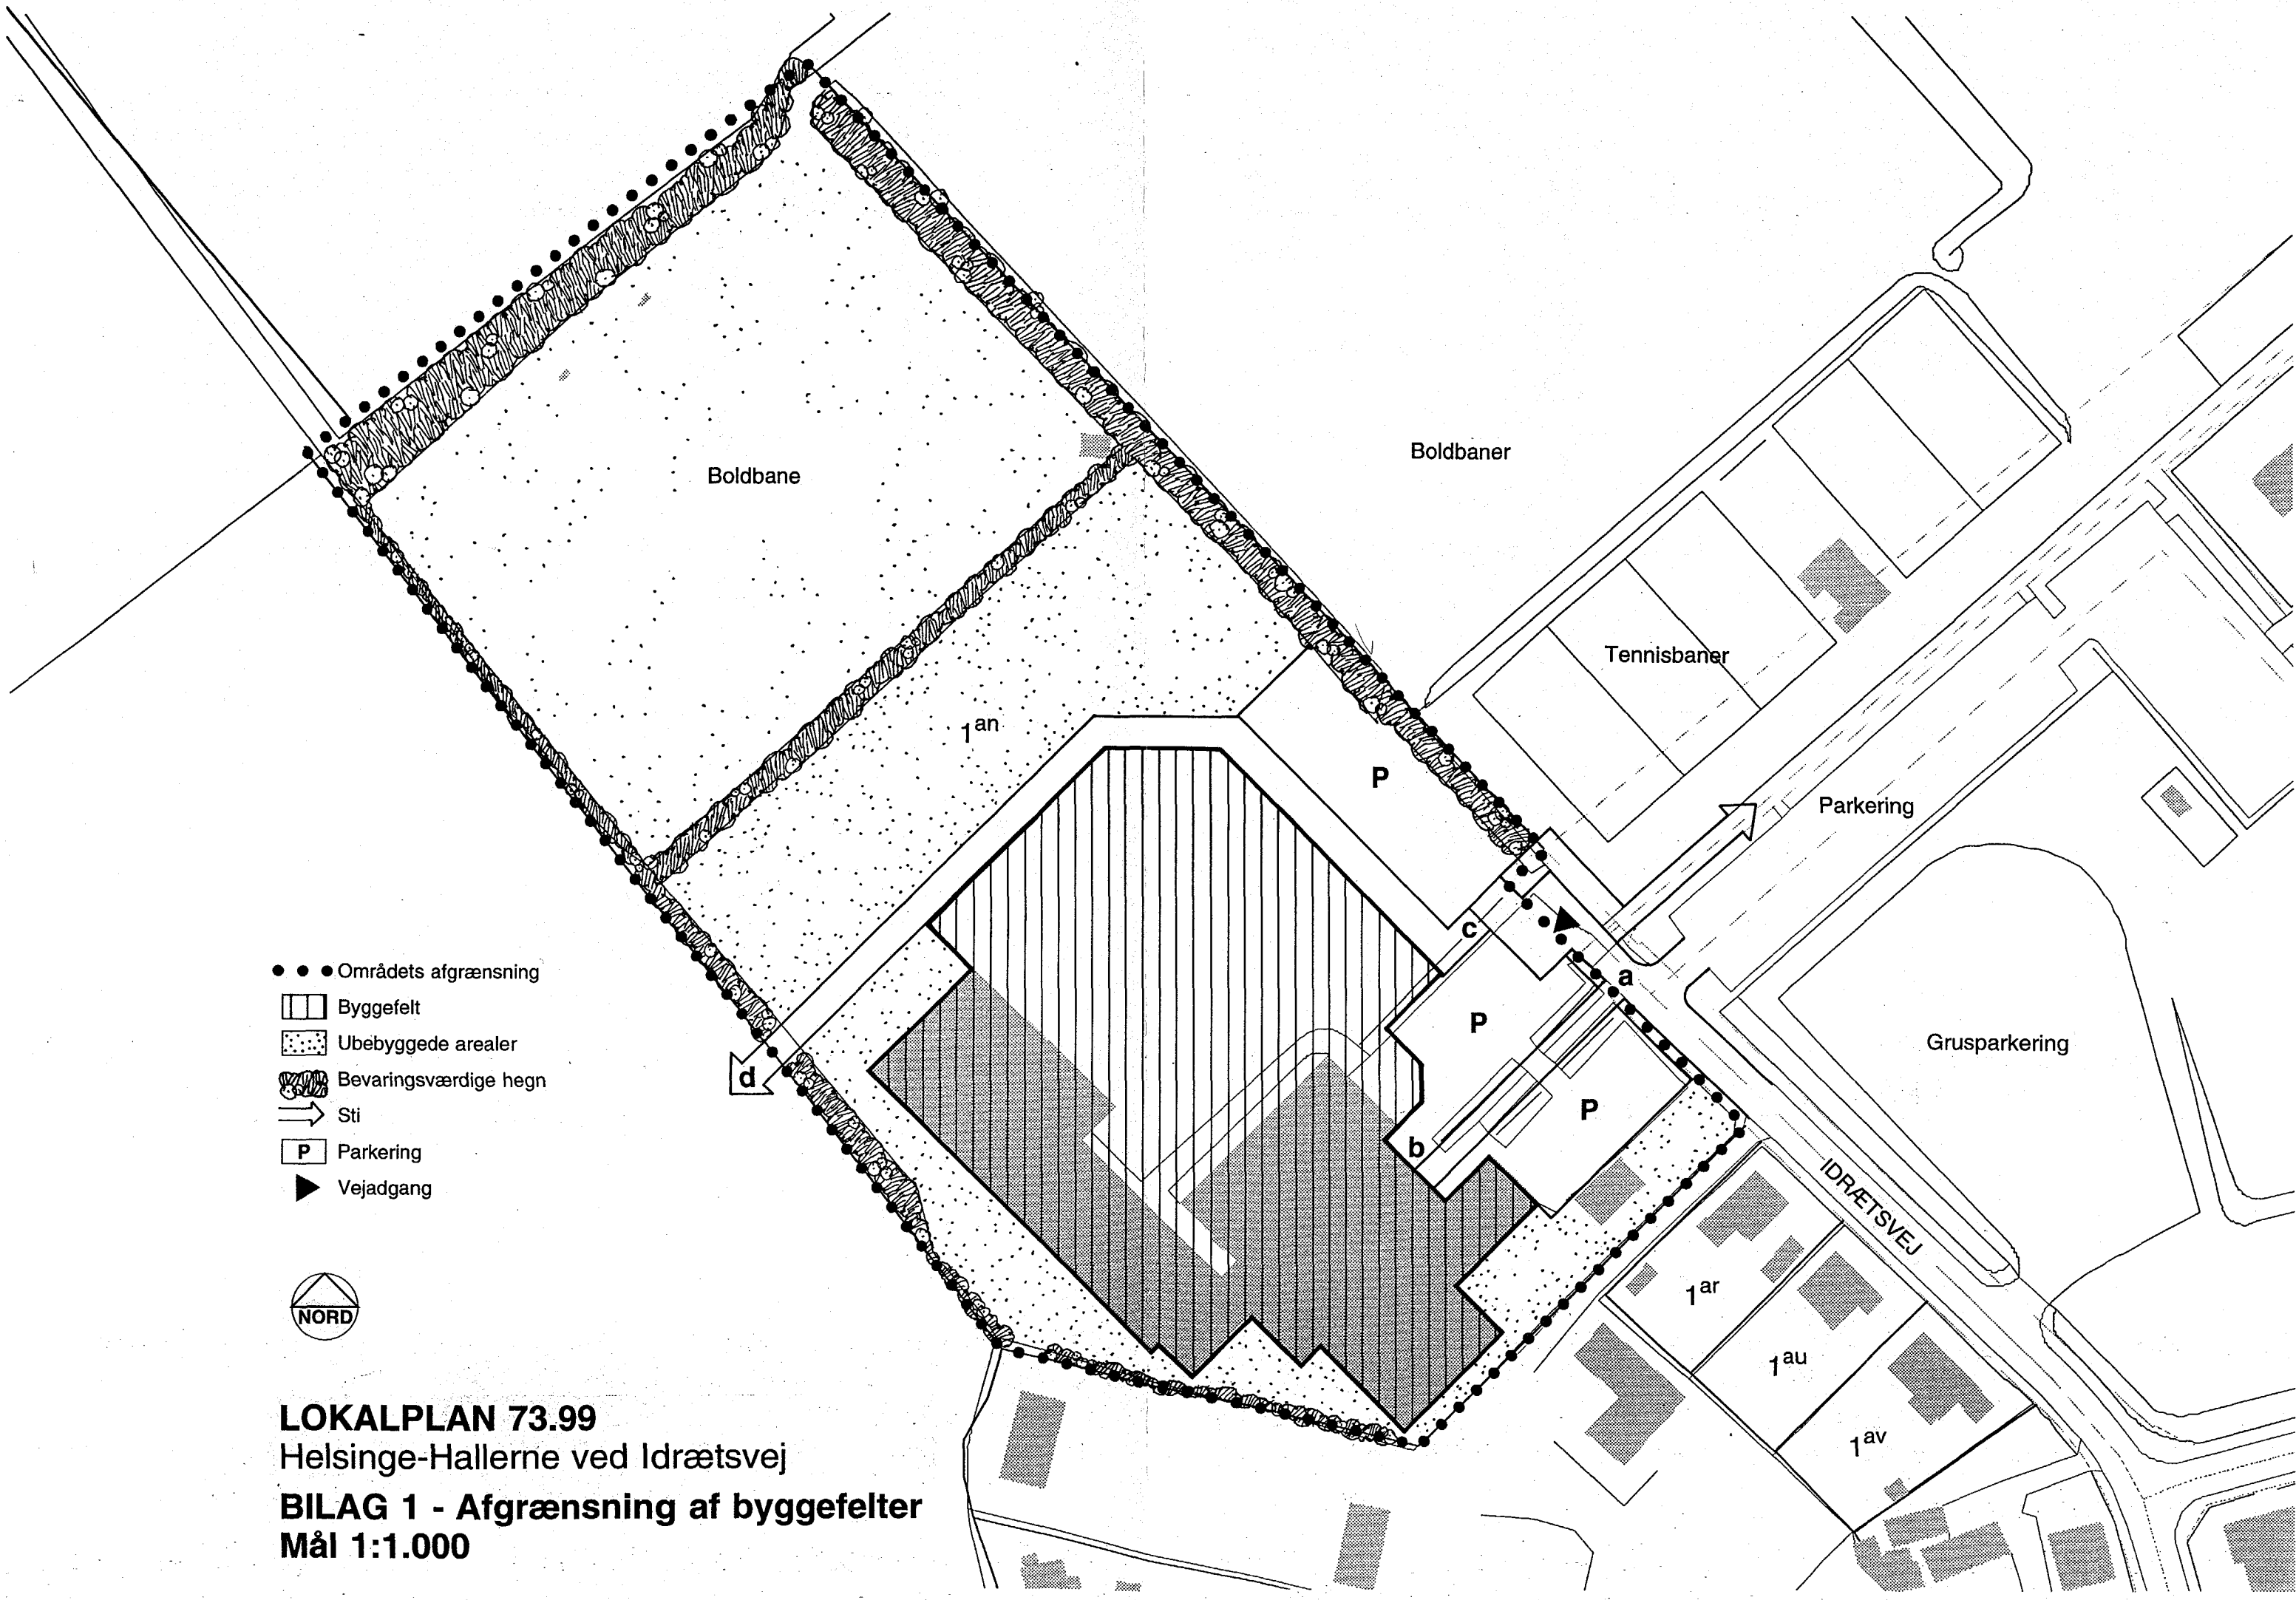 Boldbane
Boldbaner
Tennisbaner
1an
P
Parkering
c
a
P
Grusparkering
d
P
b
IDRÆTSVEJ
1ar
1au
1av
Områdets afgrænsning
Byggefelt
Ubebyggede arealer
Bevaringsværdige hegn
Sti
P Parkering
Vejadgang
NORD
LOKALPLAN 73.99
Helsinge-Hallerne ved Idrætsvej
BILAG 1 - Afgrænsning af byggefelter
Mål 1:1.000